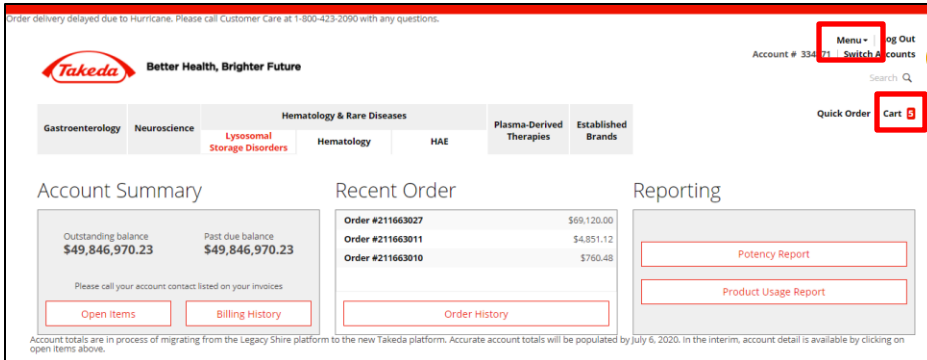 Order delivery delayed due to Hurricane. Please call Customer Care at 1-800-423-2090 with any questions.
Menu
Log Out
Account #
Switch Accounts
Takeda
Better Health, Brighter Future
Search
Quick Order
Cart 5
Gastroenterology
Neuroscience
Hematology & Rare Diseases
Lysosomal
Storage Disorders
Hematology
HAE
Plasma-Derived
Therapies
Established
Brands
Account Summary
Outstanding balance
$49,846,970.23
Past due balance
$49,846,970.23
Please call your account contact listed on your invoices
Open Items
Billing History
Recent Order
Order #211663027 $69,120.00
Order #211663011 $4,851.12
Order #211663010 $760.48
Order History
Reporting
Potency Report
Product Usage Report
Account totals are in process of migrating from the Legacy Shire platform to the new Takeda platform. Accurate account totals will be populated by July 6, 2020. In the interim, account detail is available by clicking on
open items above.